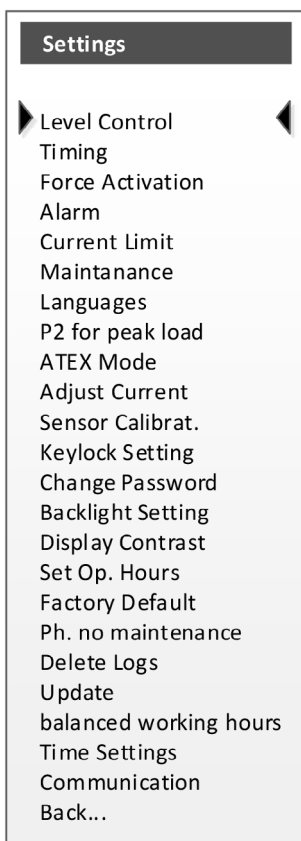 Settings
Level Control
Timing
Force Activation
Alarm
Current Limit
Maintanance
Languages
P2 for peak load
ATEX Mode
Adjust Current
Sensor Calibrat.
Keylock Setting
Change Password
Backlight Setting
Display Contrast
Set Op. Hours
Factory Default
Ph. no maintenance
Delete Logs
Update
balanced working hours
Time Settings
Communication
Back...